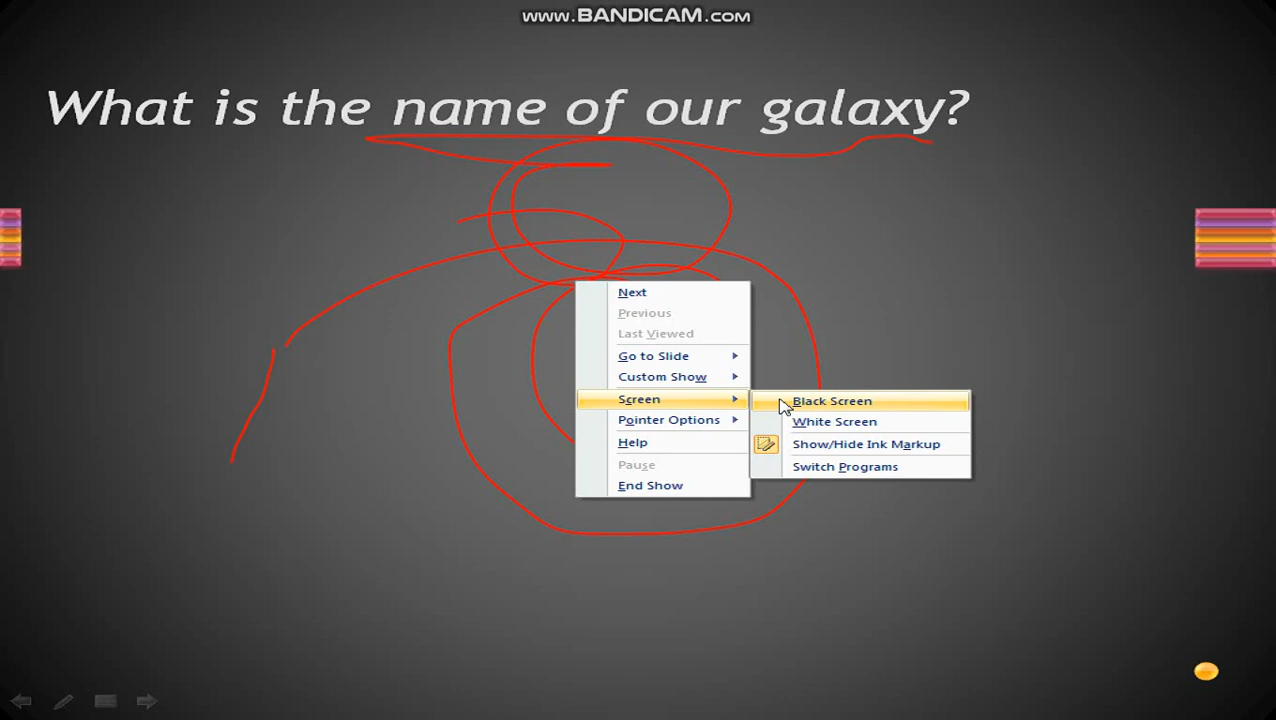 www.BANDICAM.com
What is the name of our galaxy?
Next
Previous
Last Viewed
Go to Slide
Custom Show
Screen
Pointer Options
Help
Pause
End Show
Black Screen
White Screen
Show/Hide Ink Markup
Switch Programs